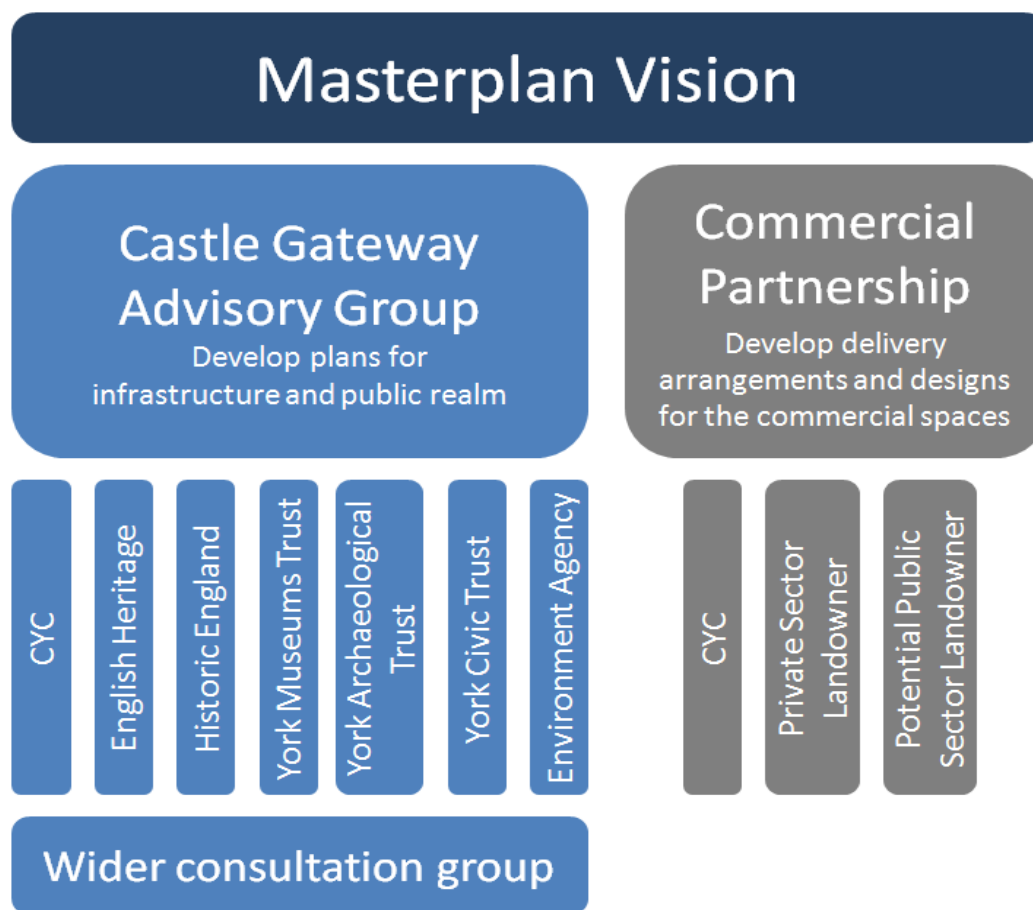 Masterplan Vision
Castle Gateway
Advisory Group
Develop plans for
infrastructure and public realm
Commercial
Partnership
Develop delivery
arrangements and designs
for the commercial spaces
CYC
English Heritage
Historic England
York Museums Trust
York Archaeological
Trust
York Civic Trust
Environment Agency
CYC
Private Sector
Landowner
Potential Public
Sector Landowner
Wider consultation group